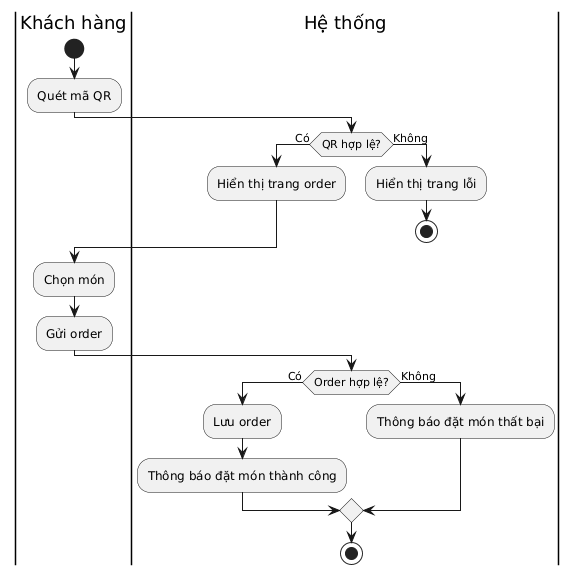 Khách hàng
Hệ thống
Quét mã QR
QR hợp lệ?
Có
Không
Hiển thị trang order
Hiển thị trang lỗi
Chọn món
Gửi order
Order hợp lệ?
Có
Không
Lưu order
Thông báo đặt món thất bại
Thông báo đặt món thành công